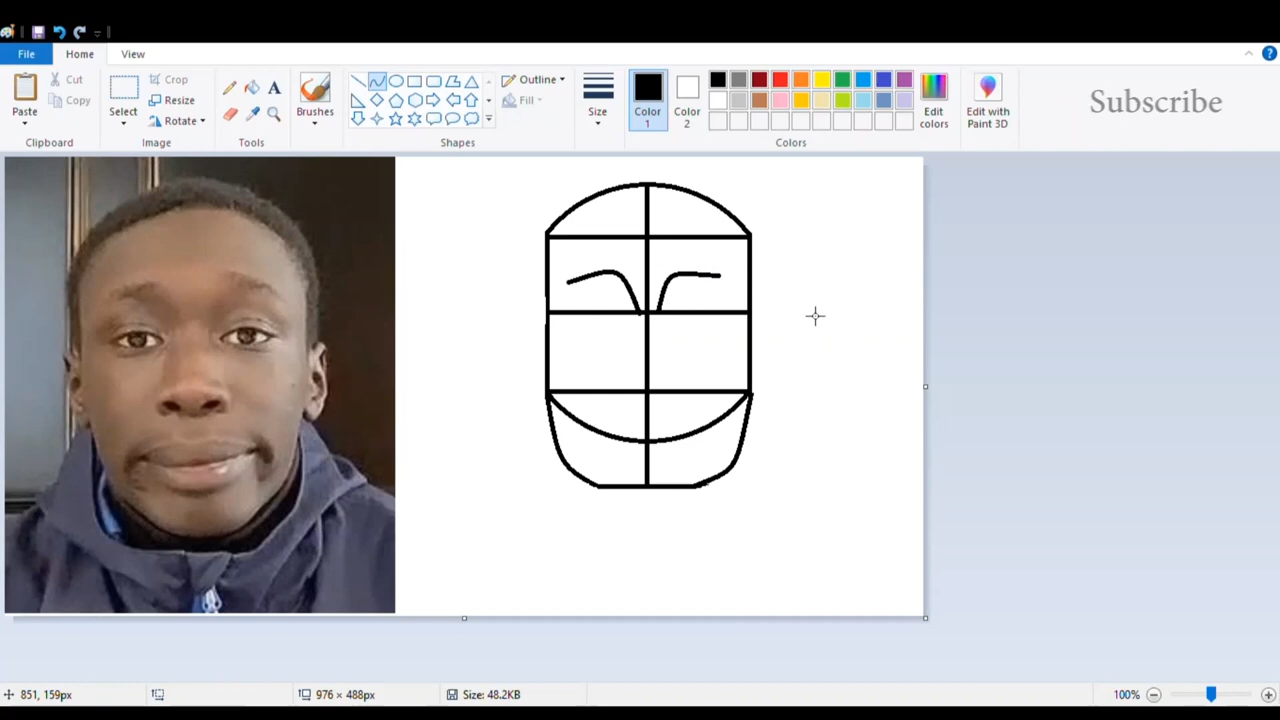 File Home View
Paste
Cut
Copy
Clipboard
Select
Crop
Resize
Rotate
Image
A
Tools
Brushes
Shapes
Outline
Fill
Size
Color 1
Color 2
Edit colors
Colors
Edit with Paint 3D
Subscribe
851, 159px
976 × 488px
Size: 48.2KB
100%